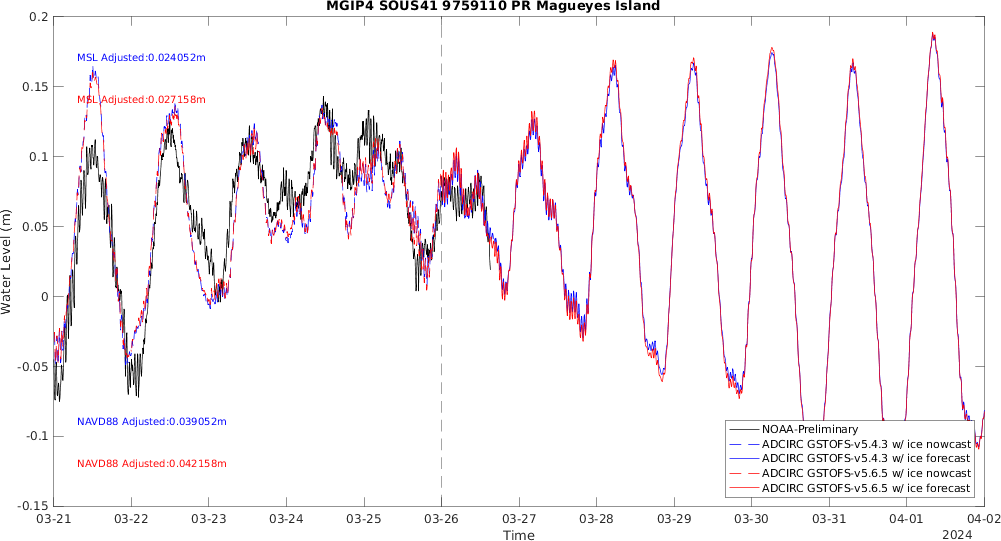 MGIP4 SOUS41 9759110 PR Magueyes Island
0.2
0.15
0.1
0.05
0
-0.05
-0.1
-0.15
Water Level (m)
MSL Adjusted:0.024052m
MSL Adjusted:0.027158m
NAVD88 Adjusted:0.039052m
NAVD88 Adjusted:0.042158m
NOAA-Preliminary
ADCIRC GSTOFS-v5.4.3 w/ ice nowcast
ADCIRC GSTOFS-v5.4.3 w/ ice forecast
ADCIRC GSTOFS-v5.6.5 w/ ice nowcast
ADCIRC GSTOFS-v5.6.5 w/ ice forecast
03-21 03-22 03-23 03-24 03-25 03-26 03-27 03-28 03-29 03-30 03-31 04-01 04-02
Time
2024